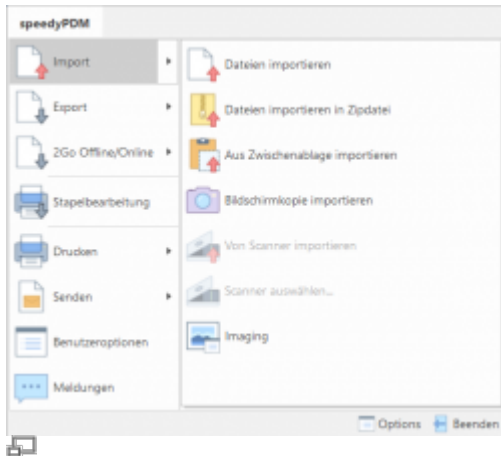 speedyPDM
Import
Export
2Go Offline/Online
Stapelbearbeitung
Drucken
Senden
Benutzeroptionen
Meldungen
Dateien importieren
Dateien importieren in Zipdatei
Aus Zwischenablage importieren
Bildschirmkopie importieren
Von Scanner importieren
Scanner auswählen...
Imaging
Options
Beenden